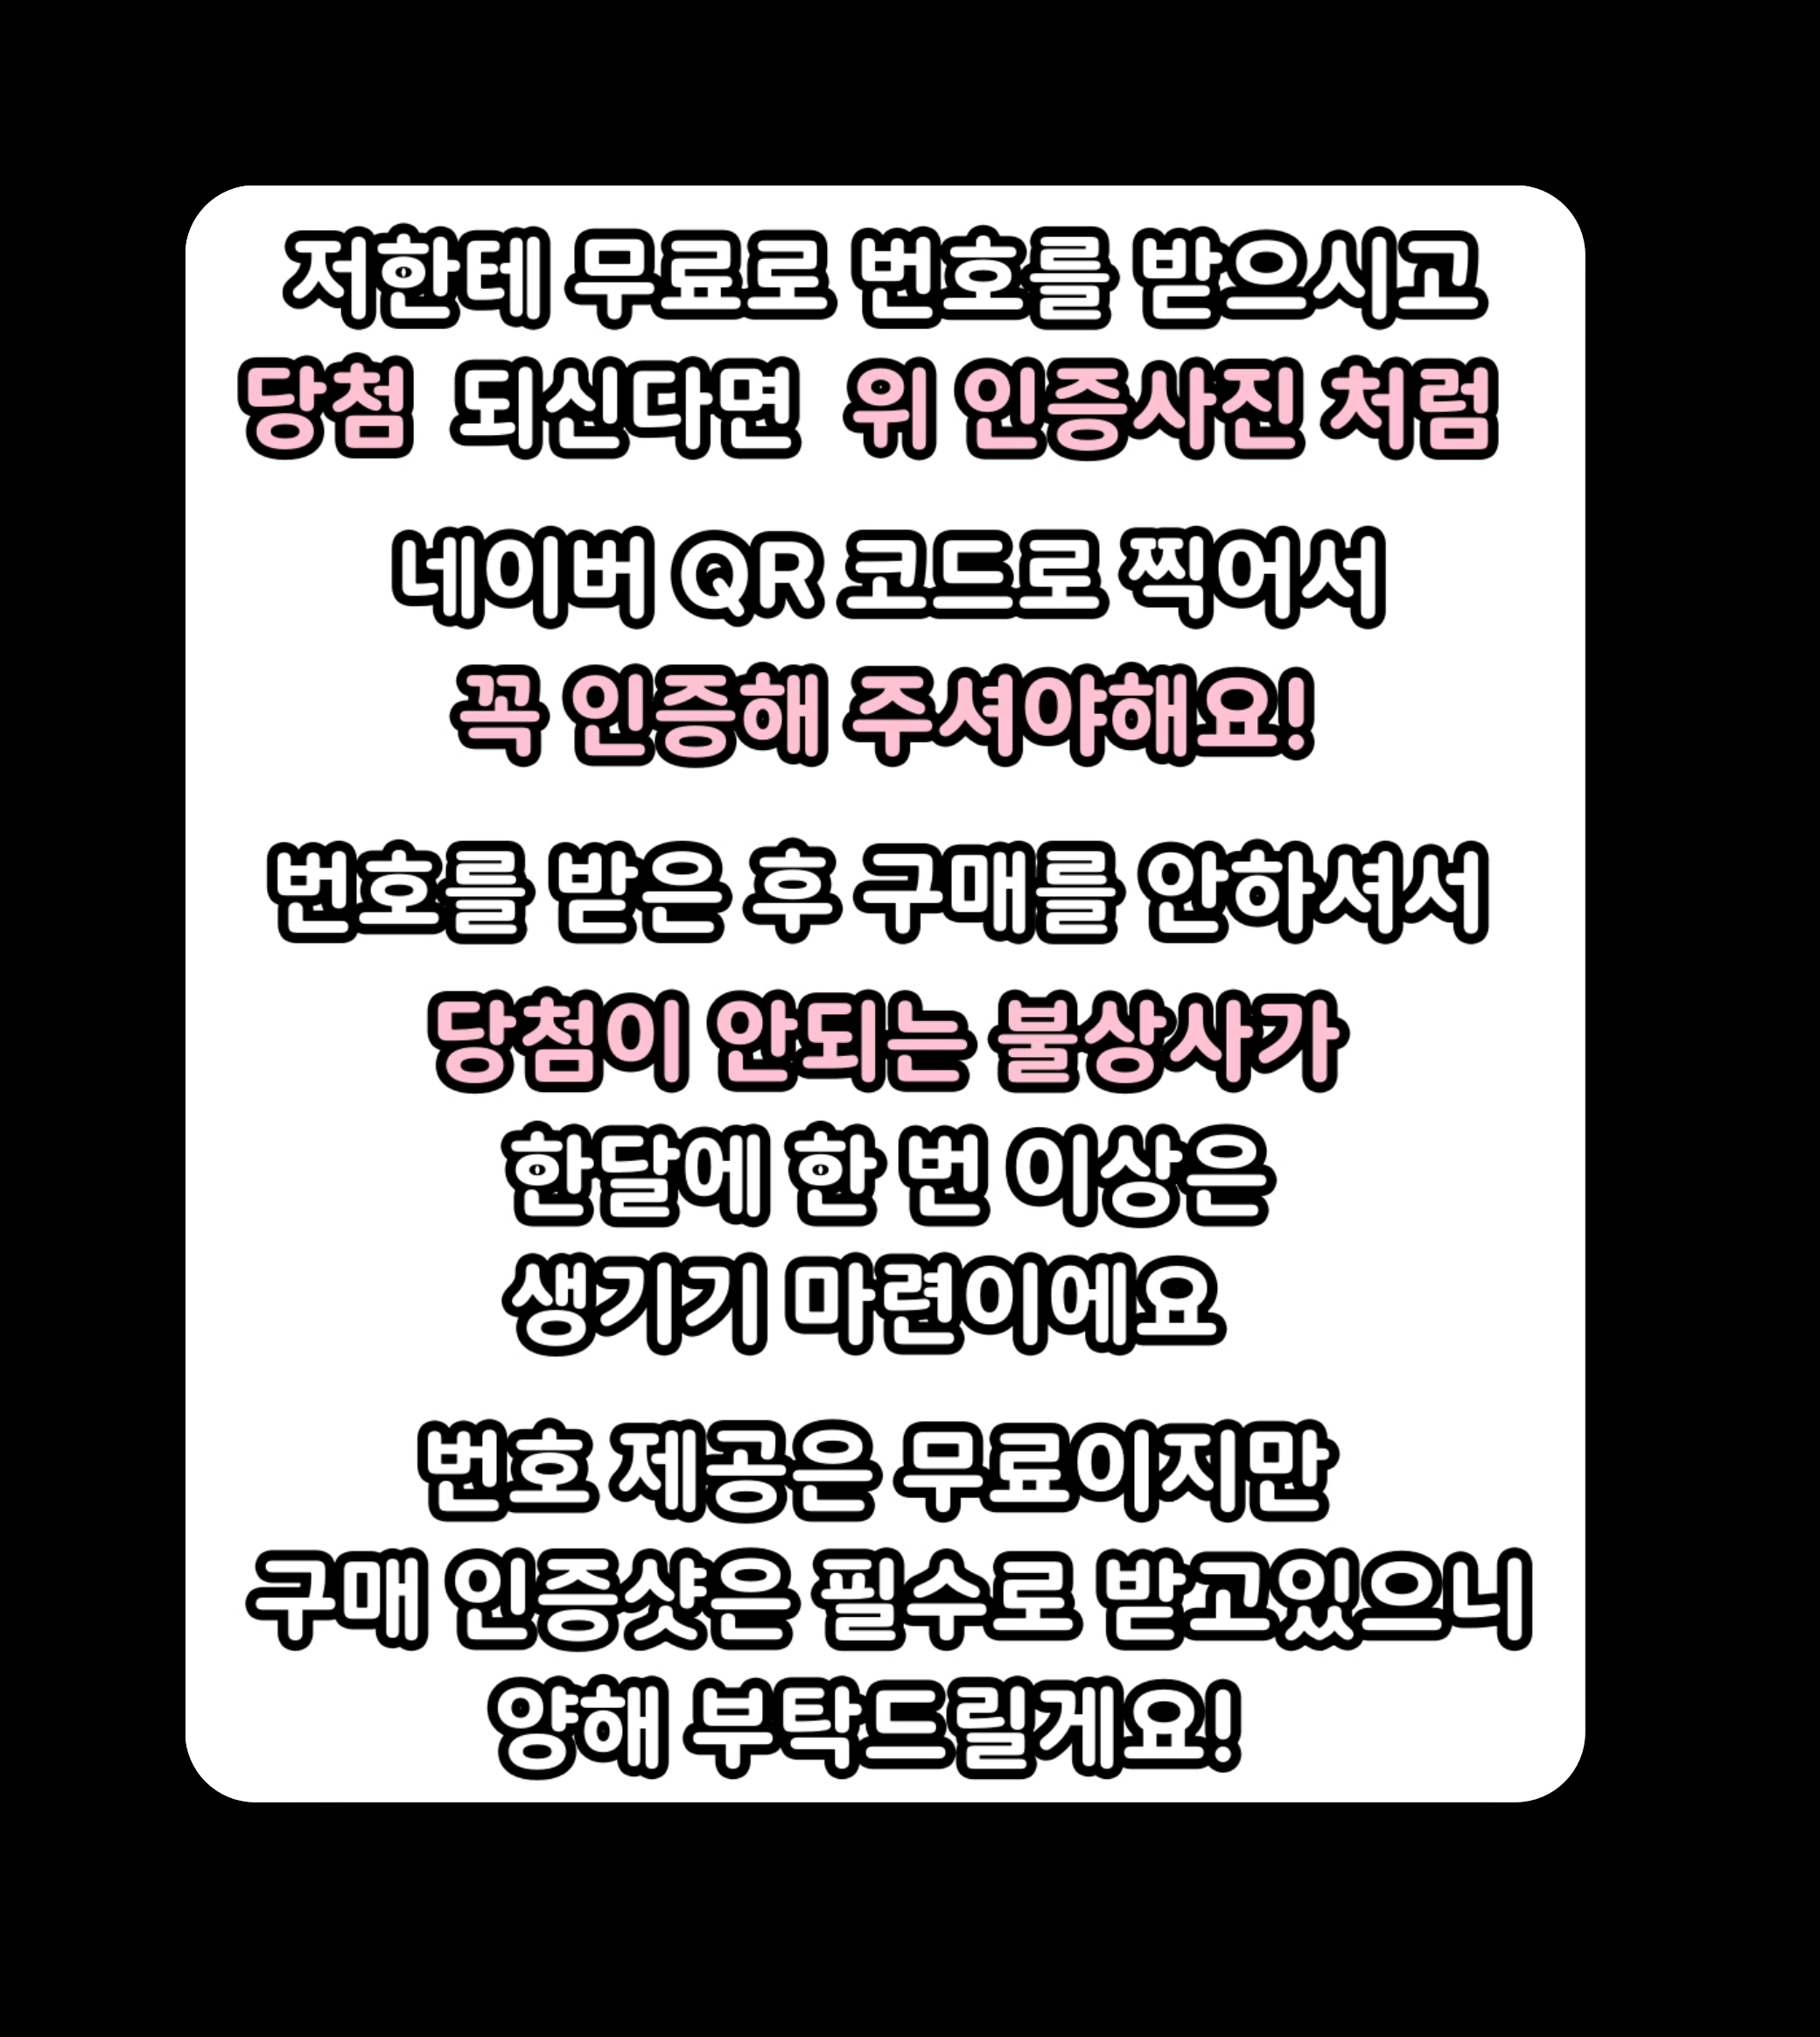 저한테 무료로 번호를 받으시고
당첨 되신다면 위 인증사진 처럼
네이버 QR 코드로 찍어서
꼭 인증해 주셔야해요!
번호를 받은 후 구매를 안하셔서
당첨이 안되는 불상사가
한달에 한 번 이상은
생기기 마련이에요
번호 제공은 무료이지만
구매 인증샷은 필수로 받고있으니
양해 부탁드릴게요!